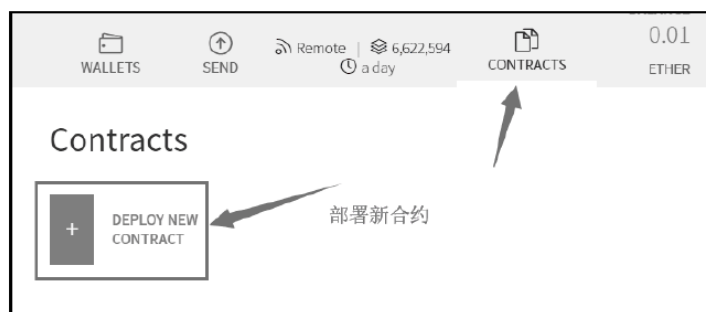 0.01
WALLETS
SEND
Remote | 6,622,594
a day
CONTRACTS
ETHER
Contracts
+ DEPLOY NEW
CONTRACT
部署新合约